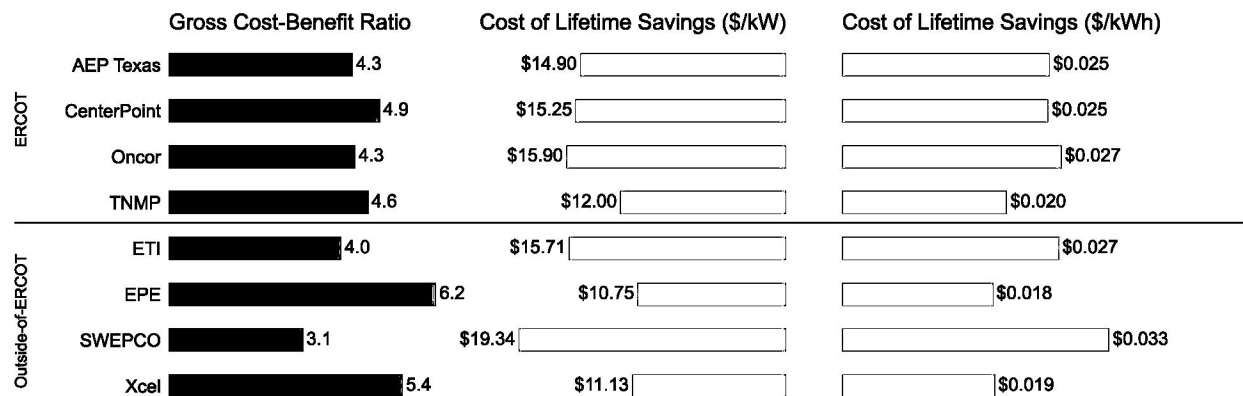 Gross Cost-Benefit Ratio Cost of Lifetime Savings ($/kW) Cost of Lifetime Savings ($/kWh)
ERCOT
AEP Texas 4.3 $14.90 $0.025
CenterPoint 4.9 $15.25 $0.025
Oncor 4.3 $15.90 $0.027
TNMP 4.6 $12.00 $0.020
Outside-of-ERCOT
ETI 4.0 $15.71 $0.027
EPE 6.2 $10.75 $0.018
SWEPCO 3.1 $19.34 $0.033
Xcel 5.4 $11.13 $0.019